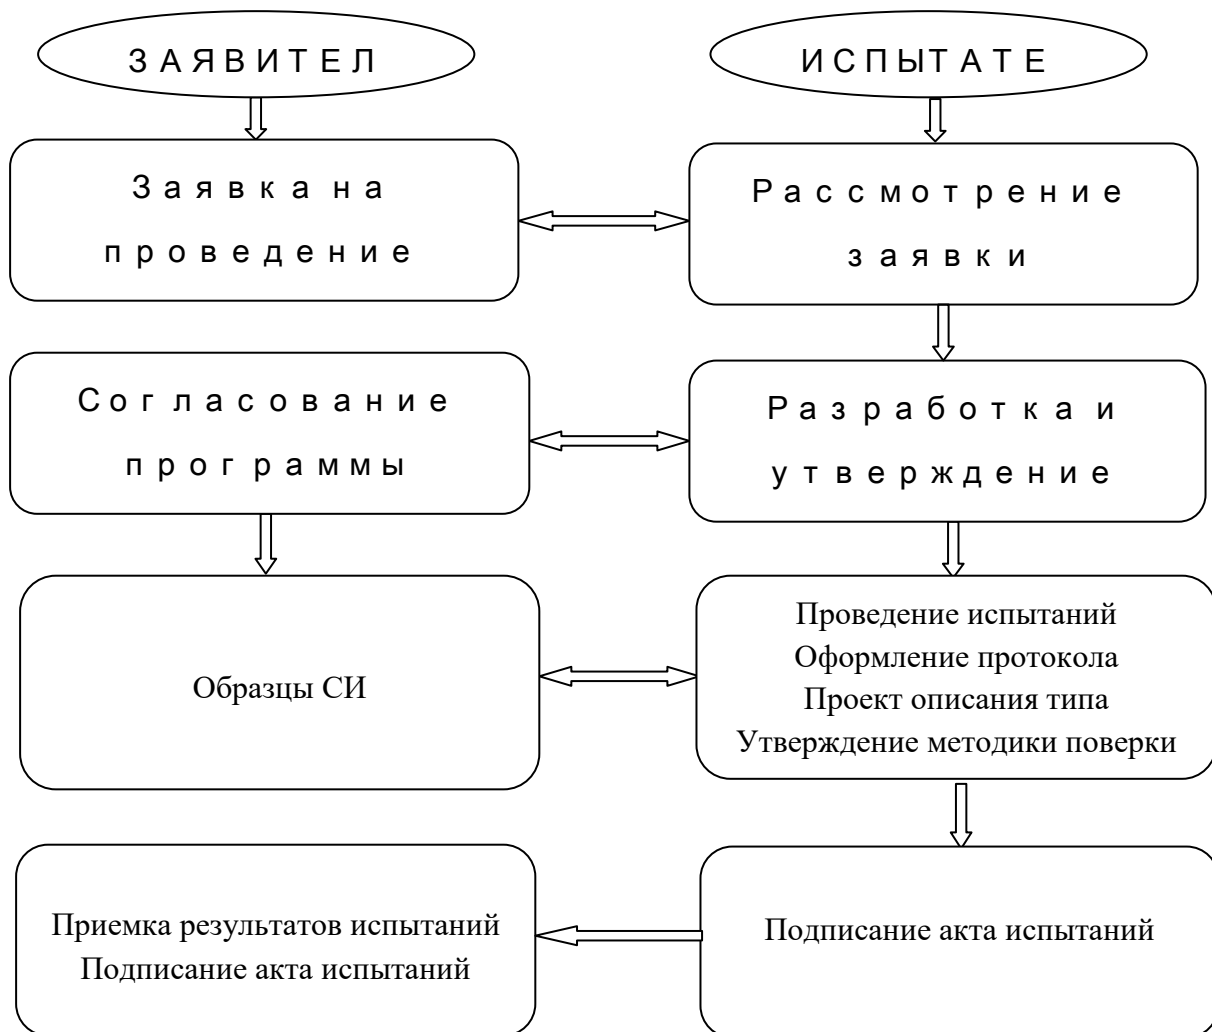 ЗАЯВИТЕЛ
ИСПЫТАТЕ
Заявка на
проведение
Рассмотрение
заявки
Согласование
программы
Разработка и
утверждение
Образцы СИ
Проведение испытаний
Оформление протокола
Проект описания типа
Утверждение методики поверки
Приемка результатов испытаний
Подписание акта испытаний
Подписание акта испытаний